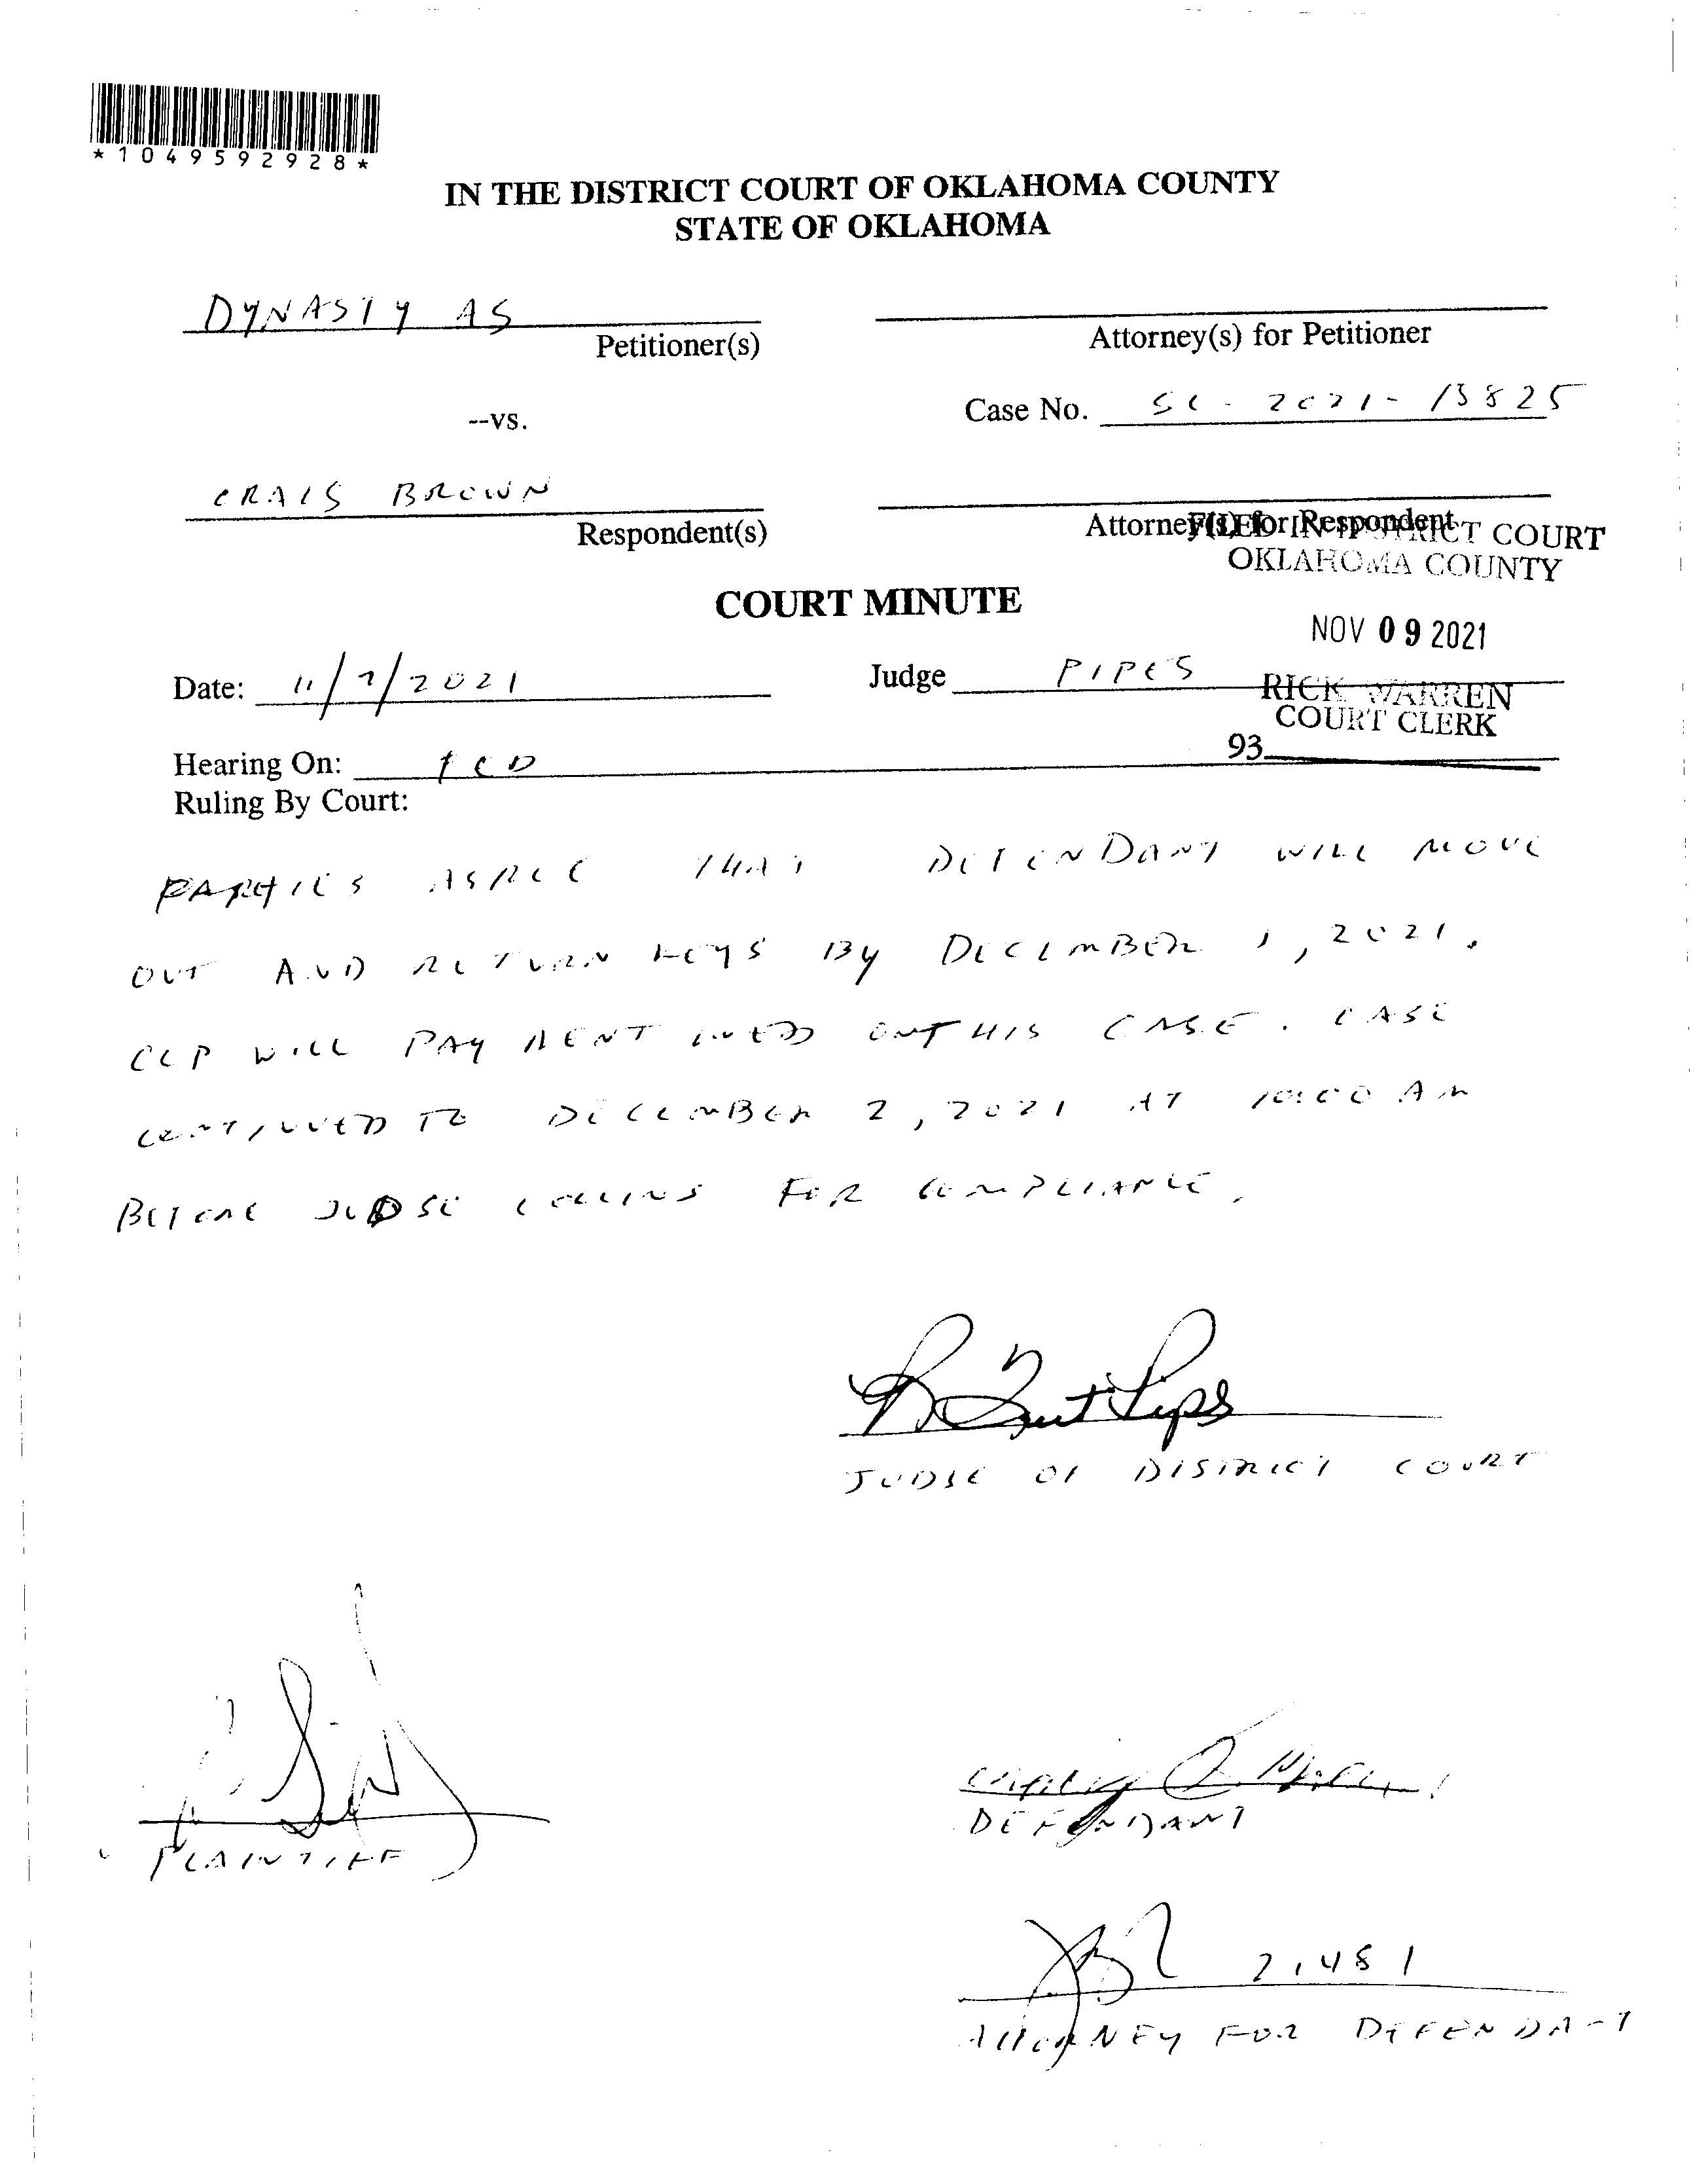 *1049592928*
IN THE DISTRICT COURT OF OKLAHOMA COUNTY
STATE OF OKLAHOMA
DYNASTY AS
Petitioner(s)
Attorney(s) for Petitioner
--vs.
Case No. SC-2021-13825
CRAIG BROWN
Respondent(s)
Attorney(s) for Respondent
FILED IN DISTRICT COURT
OKLAHOMA COUNTY
COURT MINUTE
NOV 09 2021
Date: 11/ /2021
Judge PIPES
RICK WARREN
COURT CLERK
93
Hearing On: FED
Ruling By Court:
PARTIES AGREE THAT DEFENDANT WILL MOVE
OUT AND RETURN KEYS BY DECEMBER 1, 2021.
CCP WILL PAY RENT OWED ON THIS CASE. CASE
CONTINUED TO DECEMBER 2, 2021 AT 10:00 AM
BEFORE JUDGE COLLINS FOR COMPLIANCE.
JUDGE OF DISTRICT COURT
PLAINTIFF
DEFENDANT
ATTORNEY FOR DEFENDANT